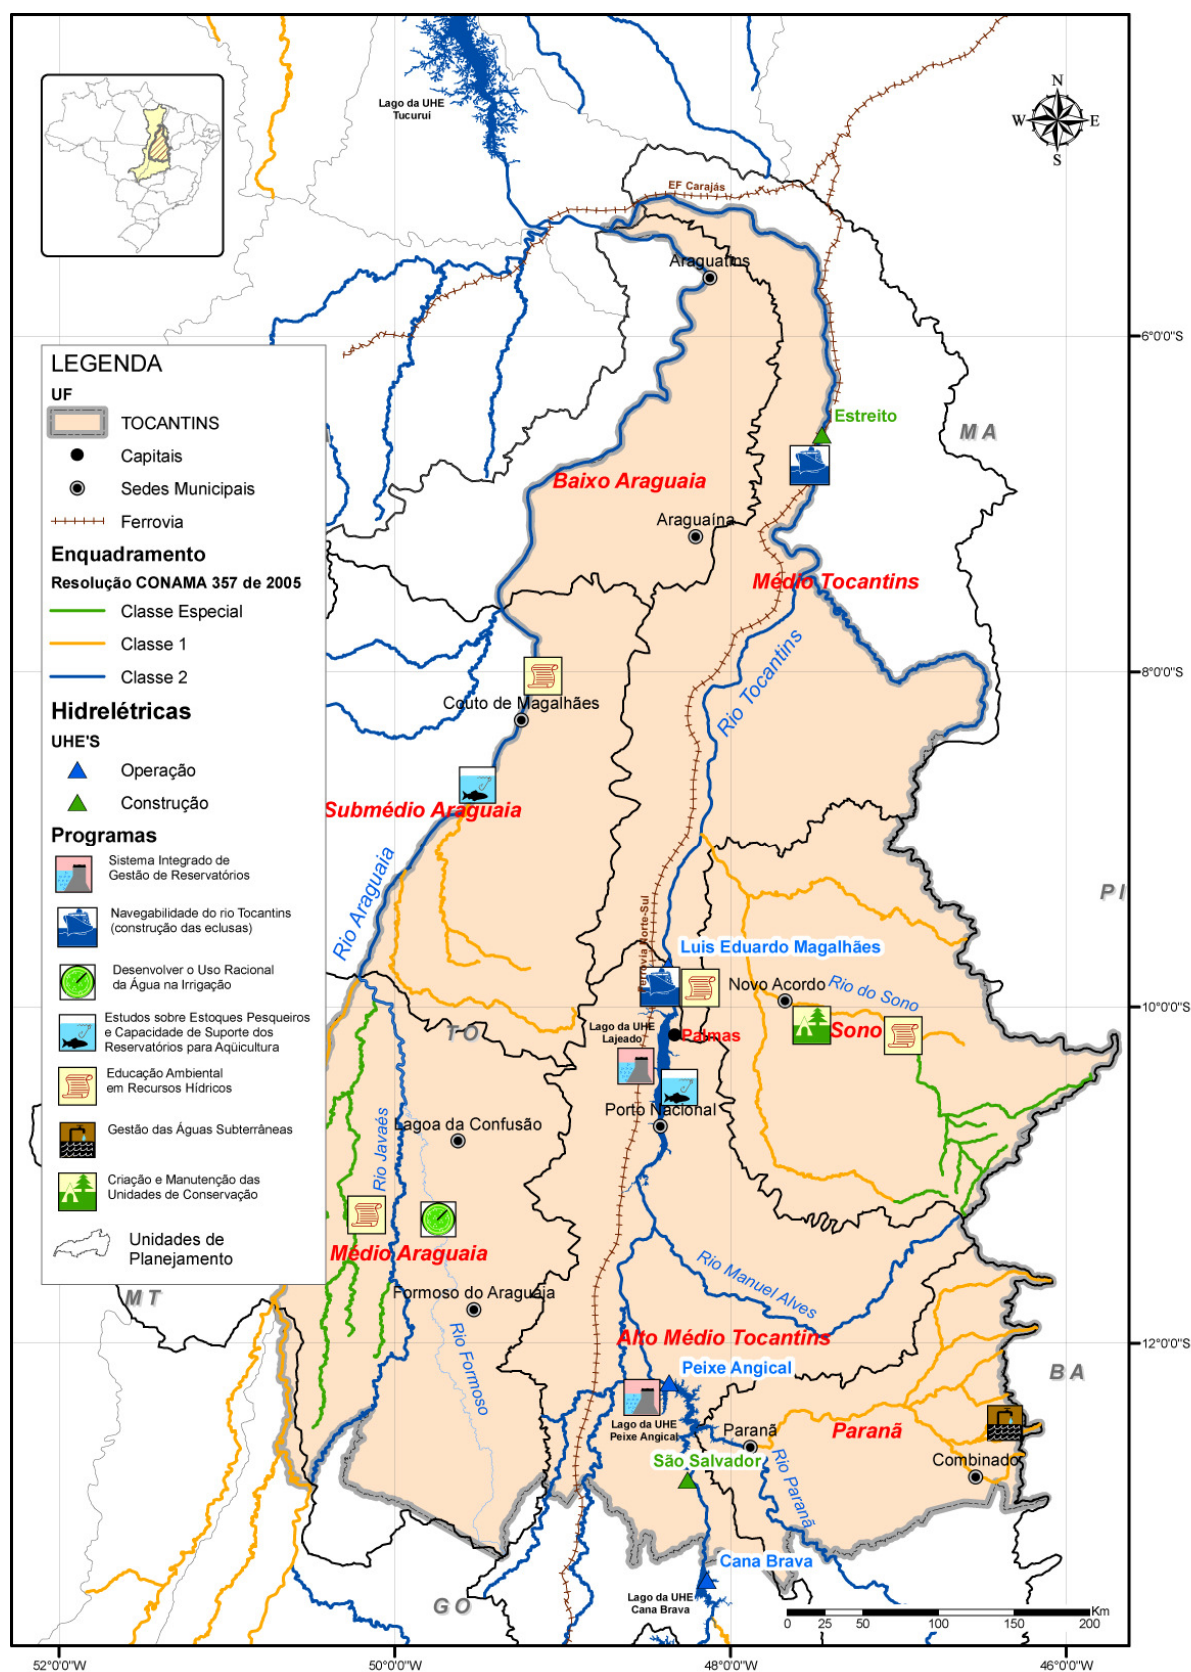 Lago da UHE
Tucurui
N
W
E
S
EF Carajás
Araguatins
6°0'0"S
LEGENDA
UF
TOCANTINS
Capitais
Sedes Municipais
Ferrovia
Enquadramento
Resolução CONAMA 357 de 2005
Classe Especial
Classe 1
Classe 2
Hidrelétricas
UHE'S
Operação
Construção
Programas
Sistema Integrado de
Gestão de Reservatórios
Navegabilidade do rio Tocantins
(construção das eclusas)
Desenvolver o Uso Racional
da Água na Irrigação
Estudos sobre Estoques Pesqueiros
e Capacidade de Suporte dos
Reservatórios para Aqüicultura
Educação Ambiental
em Recursos Hídricos
Gestão das Águas Subterrâneas
Criação e Manutenção das
Unidades de Conservação
Unidades de
Planejamento
Estreito
MA
Baixo Araguaia
Araguaína
Médio Tocantins
Rio Tocantins
8°0'0"S
Couto de Magalhães
Submédio Araguaia
Rio Araguaia
PI
Ferrovia Norte-Sul
Luis Eduardo Magalhães
Novo Acordo
Rio do Sono
10°0'0"S
TO
Lago da UHE
Lajeado
Palmas
Sono
Porto Nacional
Lagoa da Confusão
Rio Javaés
Médio Araguaia
Rio Manuel Alves
MT
Formoso do Araguaia
Rio Formoso
Alto Médio Tocantins
12°0'0"S
Peixe Angical
BA
Lago da UHE
Peixe Angical
Paranã
Paranã
São Salvador
Combinado
Rio Paranã
Cana Brava
GO
Lago da UHE
Cana Brava
Km
0 25 50 100 150 200
52°0'0"W
50°0'0"W
48°0'0"W
46°0'0"W